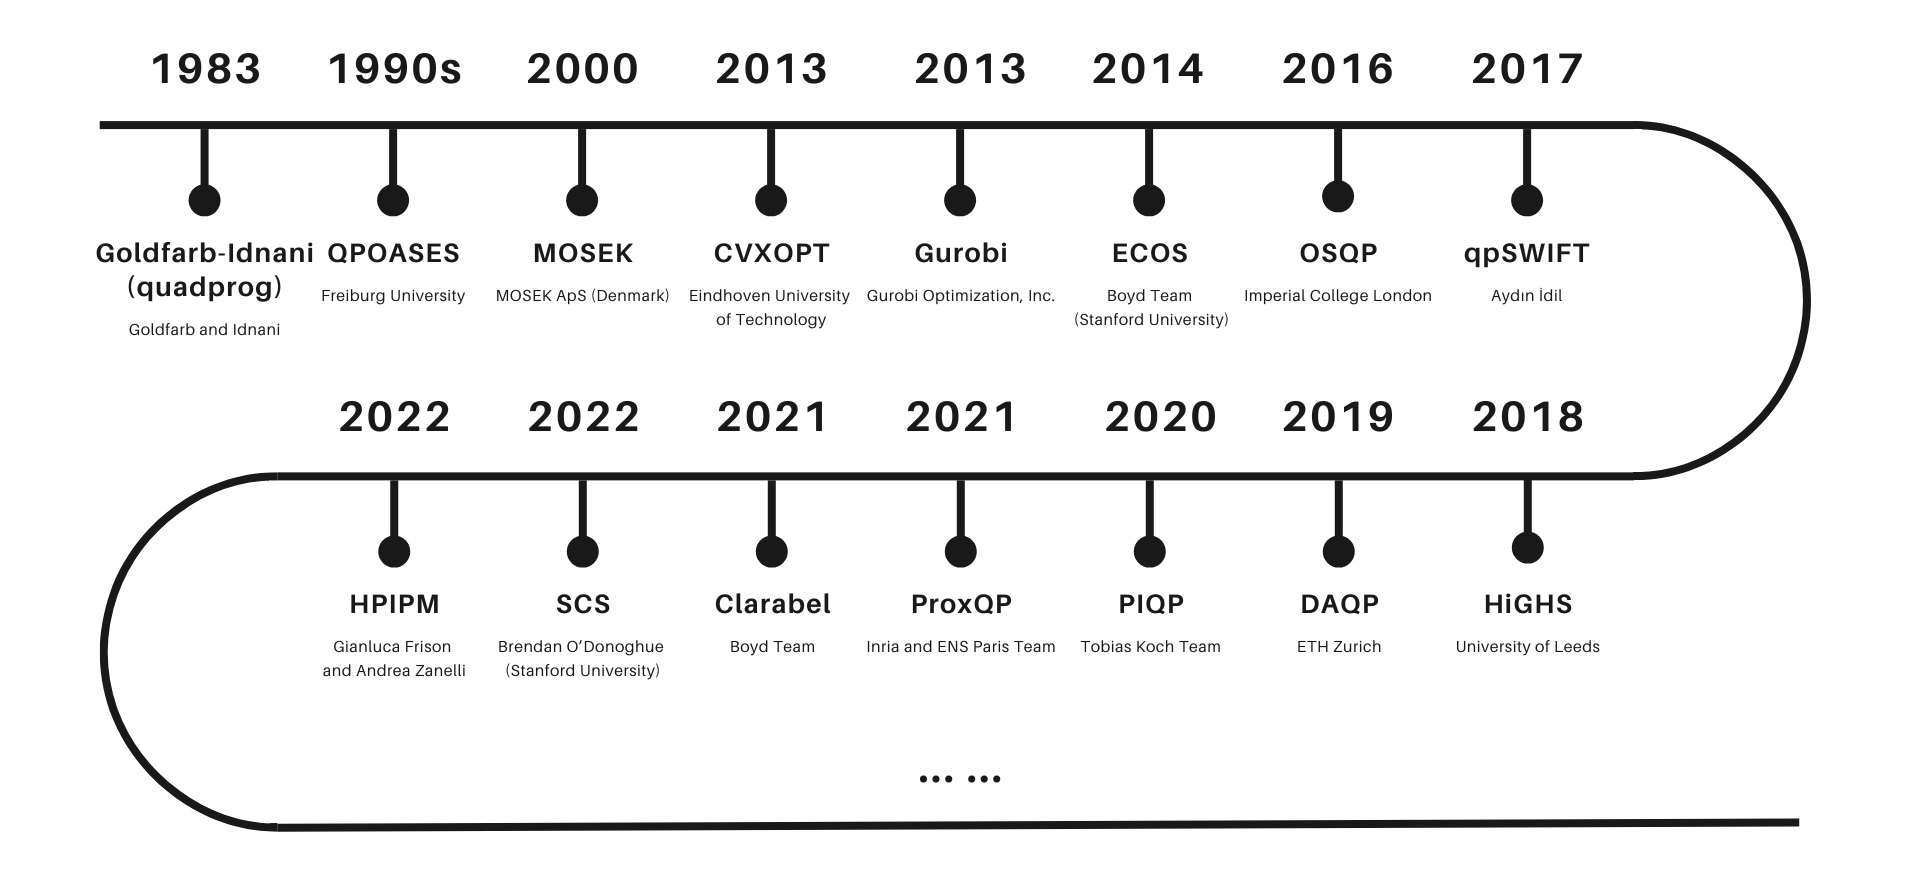 1983 1990s 2000 2013 2013 2014 2016 2017
Goldfarb-Idnani QPOASES MOSEK CVXOPT Gurobi ECOS OSQP qpSWIFT
(quadprog)
Freiburg University MOSEK ApS (Denmark) Eindhoven University Gurobi Optimization, Inc. Boyd Team Imperial College London Aydın İdil
of Technology (Stanford University)
Goldfarb and Idnani
2022 2022 2021 2021 2020 2019 2018
HPIPM SCS Clarabel ProxQP PIQP DAQP HiGHS
Gianluca Frison Brendan O’Donoghue Boyd Team Inria and ENS Paris Team Tobias Koch Team ETH Zurich University of Leeds
and Andrea Zanelli (Stanford University)
... ...